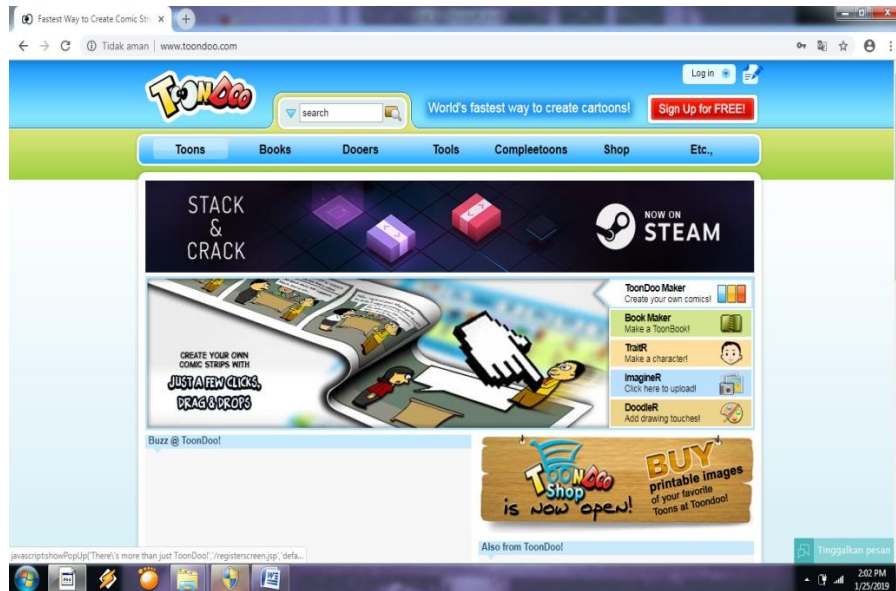 Fastest Way to Create Comic Str
Tidak aman | www.toondoo.com
Log in
TOONDOO
search
World's fastest way to create cartoons!
Sign Up for FREE!
Toons Books Dooers Tools Compleetoons Shop Etc.,
STACK
&
CRACK
NOW ON
STEAM
CREATE YOUR OWN
COMIC STRIPS WITH
JUST A FEW CLICKS,
DRAG & DROPS
ToonDoo Maker
Create your own comics!
Book Maker
Make a ToonBook!
TraitR
Make a character!
ImagineR
Click here to upload!
DoodleR
Add drawing touches!
Buzz @ ToonDoo!
TOONDOO
Shop
is NOW open!
BUY
printable images
of your favorite
Toons at Toondoo!
Also from ToonDoo!
javascript:showPopUp('There\'s more than just ToonDoo!','/registerscreen.jsp','defa...
Tinggalkan pesan
2:02 PM
1/25/2019